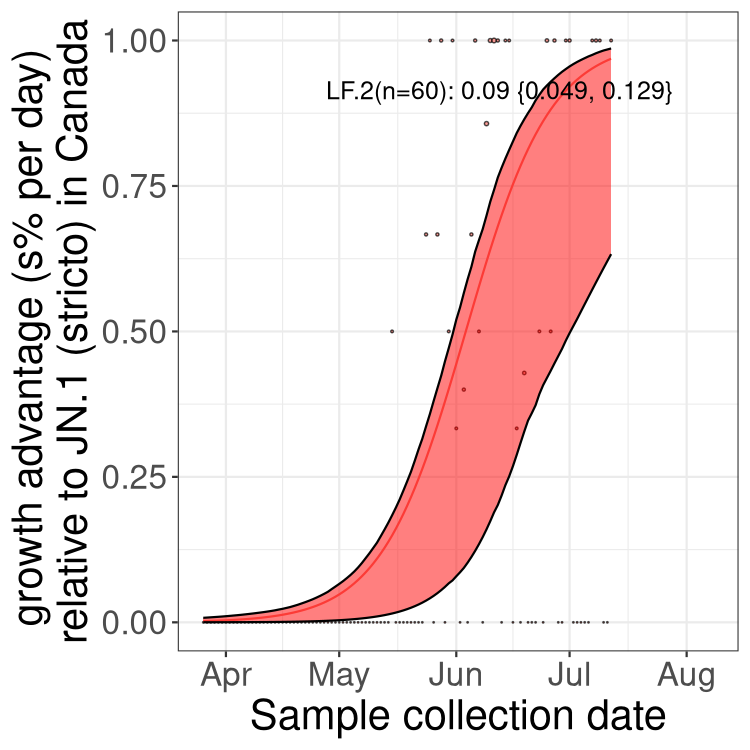 growth advantage (s% per day)
relative to JN.1 (stricto) in Canada
1.00
0.75
0.50
0.25
0.00
LF.2(n=60): 0.09 {0.049, 0.129}
Apr May Jun Jul Aug
Sample collection date